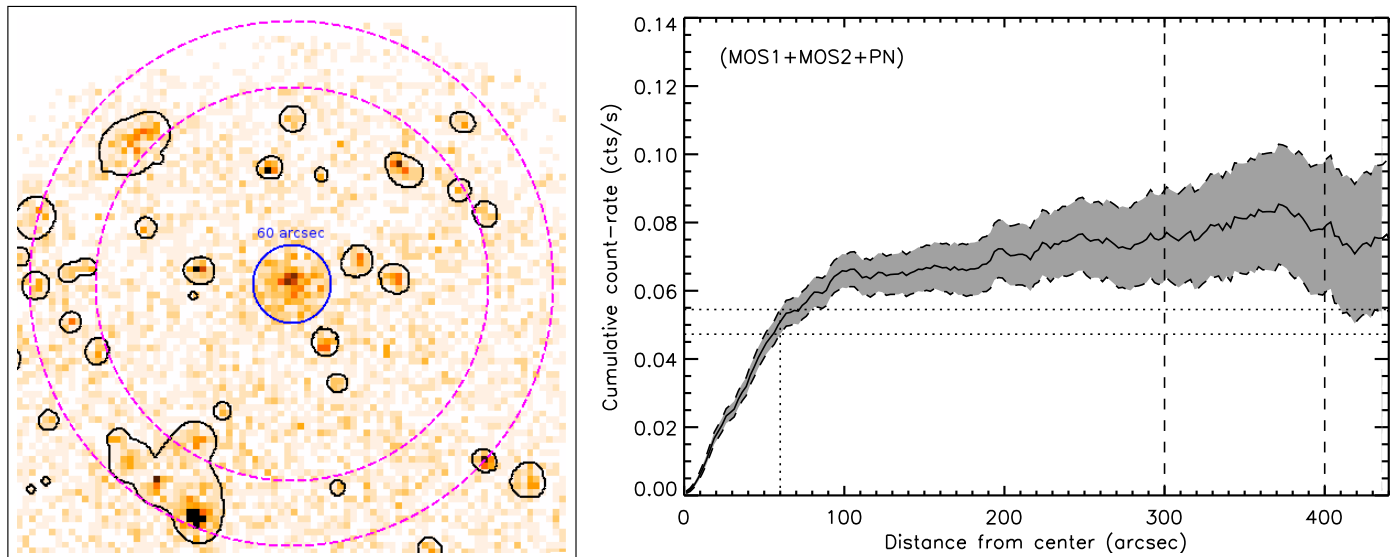 60 arcsec
(MOS1+MOS2+PN)
Cumulative count-rate (cts/s)
0.14
0.12
0.10
0.08
0.06
0.04
0.02
0.00
0 100 200 300 400
Distance from center (arcsec)